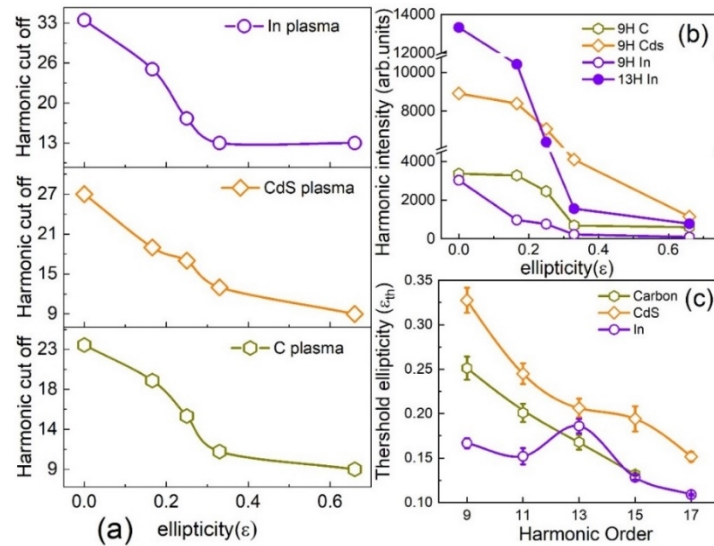 33
26
20
13
Harmonic cut off
In plasma
27
21
15
9
Harmonic cut off
CdS plasma
23
18
14
9
Harmonic cut off
C plasma
0.0 0.2 0.4 0.6
ellipticity(ε)
(a)
14000
12000
10000
8000
4000
2000
0
Harmonic intensity (arb.units)
9H C
9H Cds
9H In
13H In
(b)
0.0 0.2 0.4 0.6
ellipticity(ε)
0.35
0.30
0.25
0.20
0.15
0.10
Thershold ellipticity (εth)
Carbon
CdS
In
(c)
9 11 13 15 17
Harmonic Order